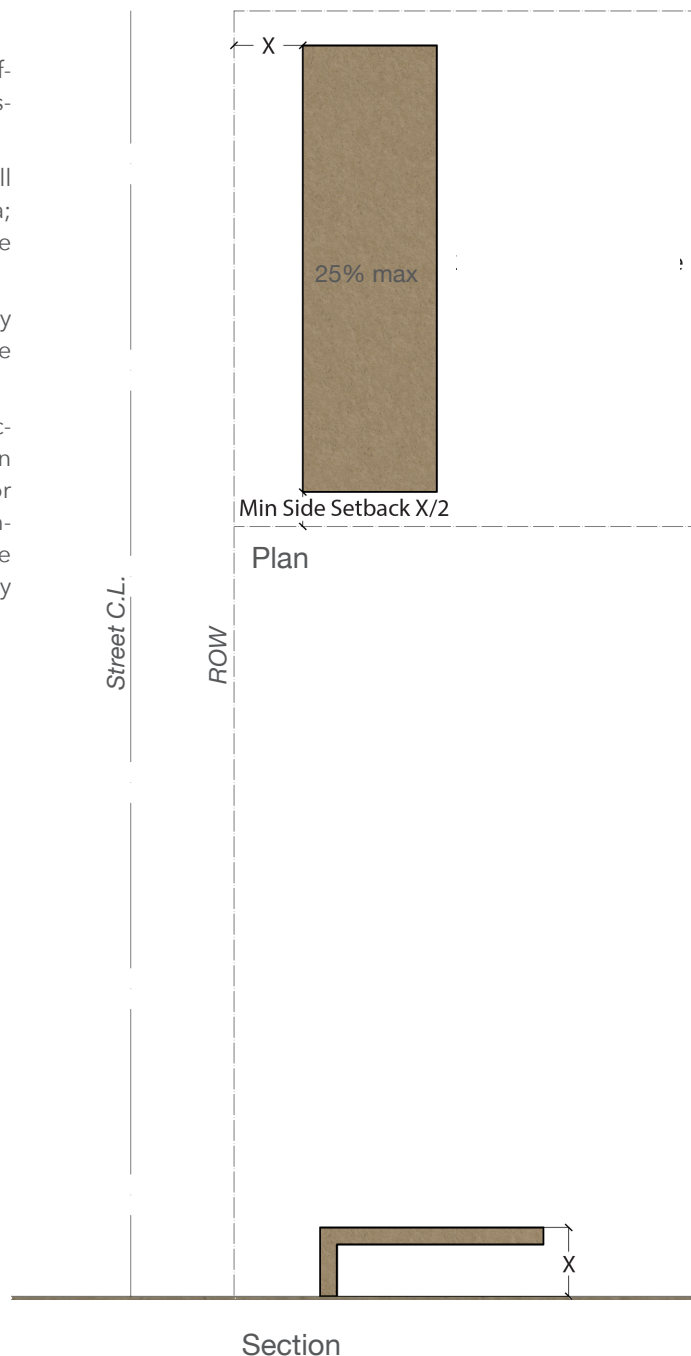 X
25% max
Min Side Setback X/2
Plan
Street C.L.
ROW
X
Section